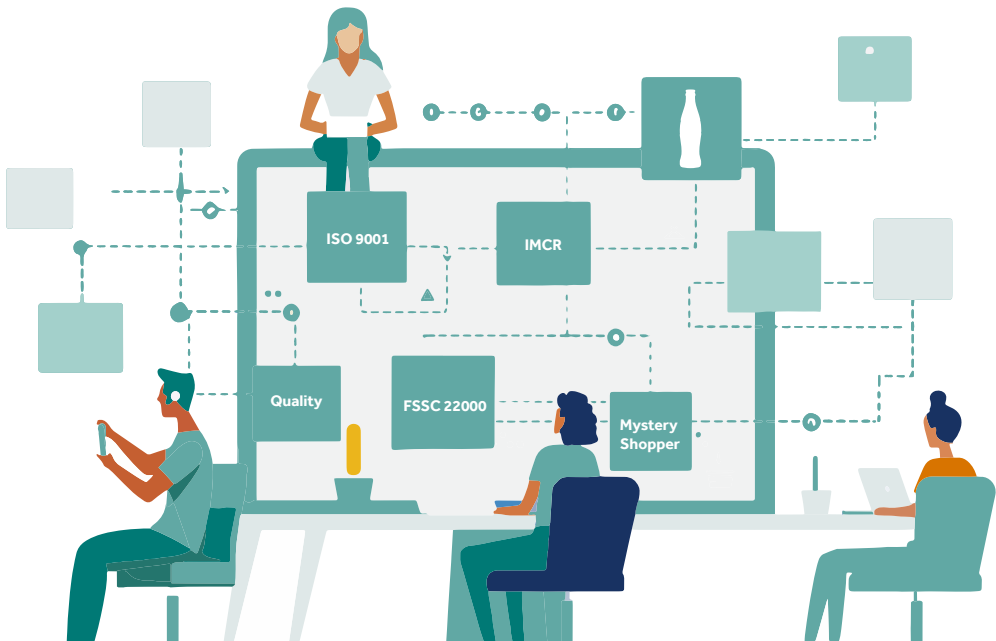 ISO 9001
IMCR
Quality
FSSC 22000
Mystery
Shopper